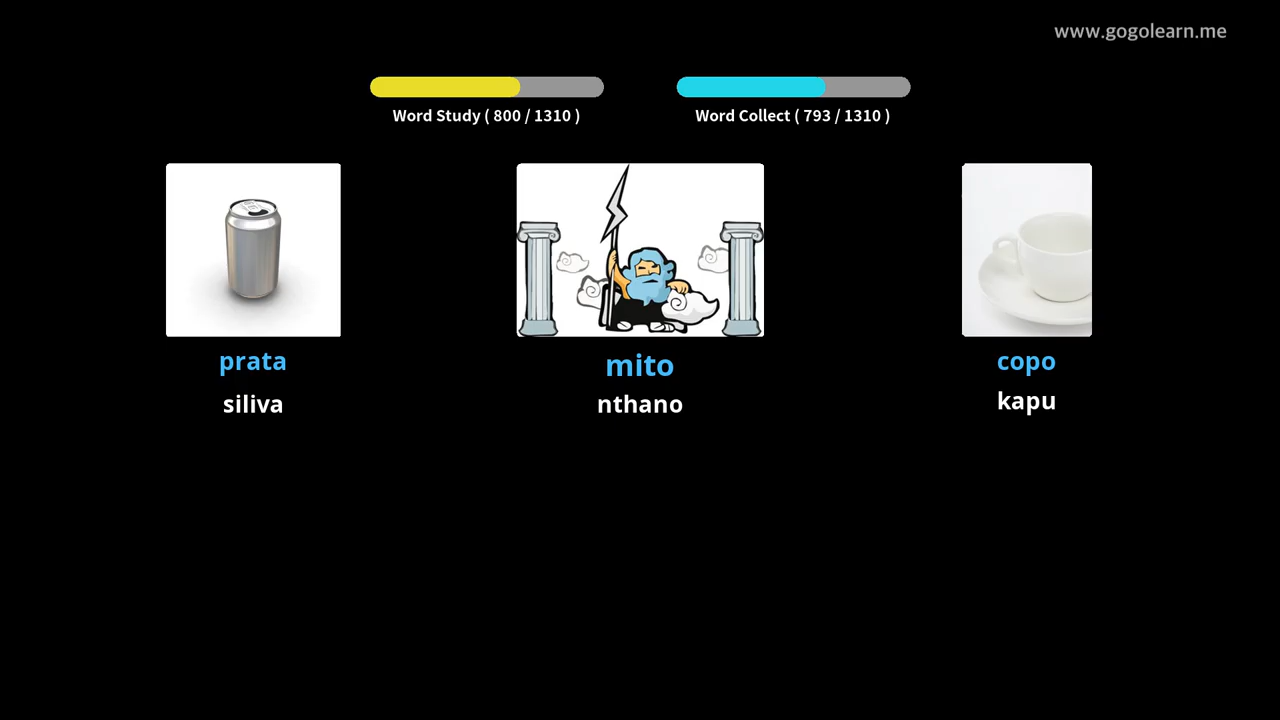 www.gogolearn.me
Word Study ( 800 / 1310 )
Word Collect ( 793 / 1310 )
prata
mito
copo
siliva
nthano
kapu